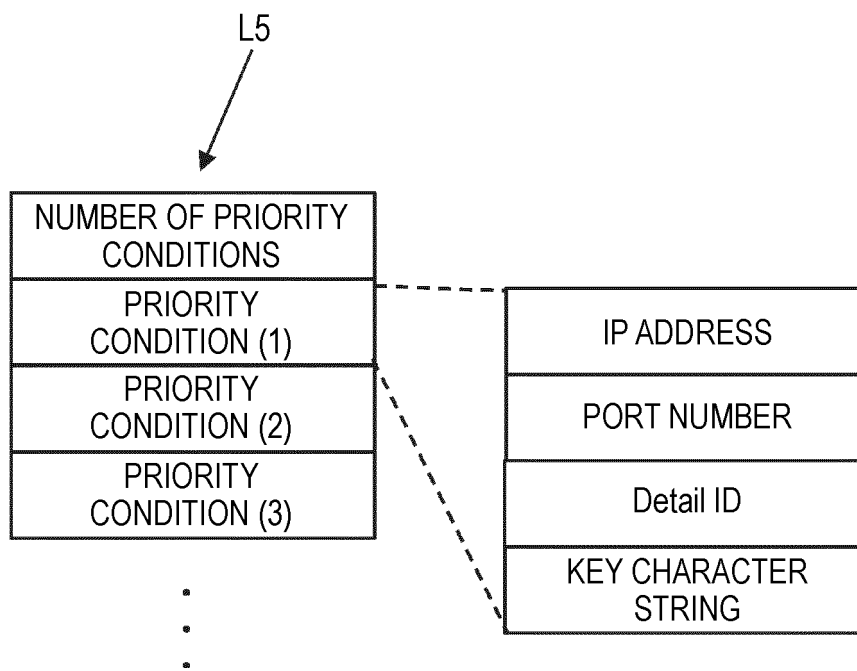 L5
NUMBER OF PRIORITY
CONDITIONS
PRIORITY
CONDITION (1)
PRIORITY
CONDITION (2)
PRIORITY
CONDITION (3)
IP ADDRESS
PORT NUMBER
Detail ID
KEY CHARACTER
STRING